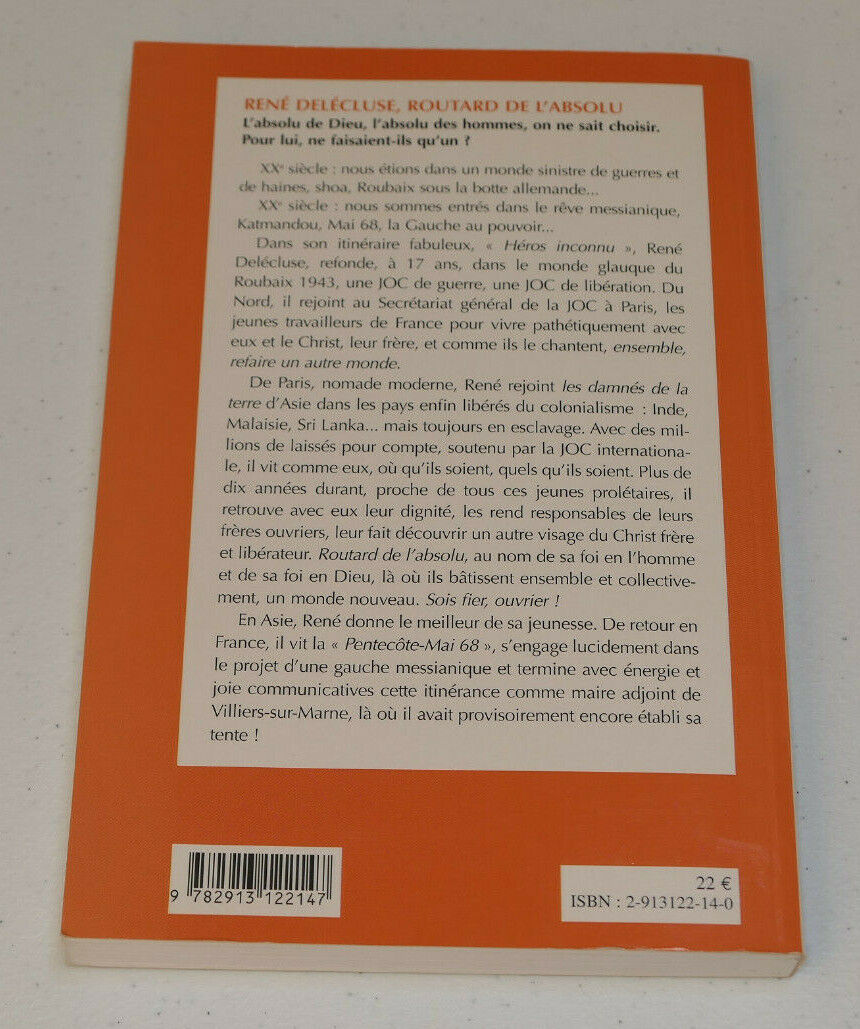 RENÉ DELÉCLUSE, ROUTARD DE L'ABSOLU
L'absolu de Dieu, l'absolu des hommes, on ne sait choisir.
Pour lui, ne faisaient-ils qu'un ?
XXe siècle : nous étions dans un monde sinistre de guerres et
de haines, shoa, Roubaix sous la botte allemande...
XXe siècle : nous sommes entrés dans le rêve messianique,
Katmandou, Mai 68, la Gauche au pouvoir...
Dans son itinéraire fabuleux, « Héros inconnu », René
Delécluse, refonde, à 17 ans, dans le monde glauque du
Roubaix 1943, une JOC de guerre, une JOC de libération. Du
Nord, il rejoint au Secrétariat général de la JOC à Paris, les
jeunes travailleurs de France pour vivre pathétiquement avec
eux et le Christ, leur frère, et comme ils le chantent, ensemble,
refaire un autre monde.
De Paris, nomade moderne, René rejoint les damnés de la
terre d'Asie dans les pays enfin libérés du colonialisme : Inde,
Malaisie, Sri Lanka... mais toujours en esclavage. Avec des mil-
lions de laissés pour compte, soutenu par la JOC internationa-
le, il vit comme eux, où qu'ils soient, quels qu'ils soient. Plus de
dix années durant, proche de tous ces jeunes prolétaires, il
retrouve avec eux leur dignité, les rend responsables de leurs
frères ouvriers, leur fait découvrir un autre visage du Christ frère
et libérateur. Routard de l'absolu, au nom de sa foi en l'homme
et de sa foi en Dieu, là où ils bâtissent ensemble et collective-
ment, un monde nouveau. Sois fier, ouvrier !
En Asie, René donne le meilleur de sa jeunesse. De retour en
France, il vit la « Pentecôte-Mai 68 », s'engage lucidement dans
le projet d'une gauche messianique et termine avec énergie et
joie communicatives cette itinérance comme maire adjoint de
Villiers-sur-Marne, là où il avait provisoirement encore établi sa
tente !
9 782913 122147
22 €
ISBN : 2-913122-14-0